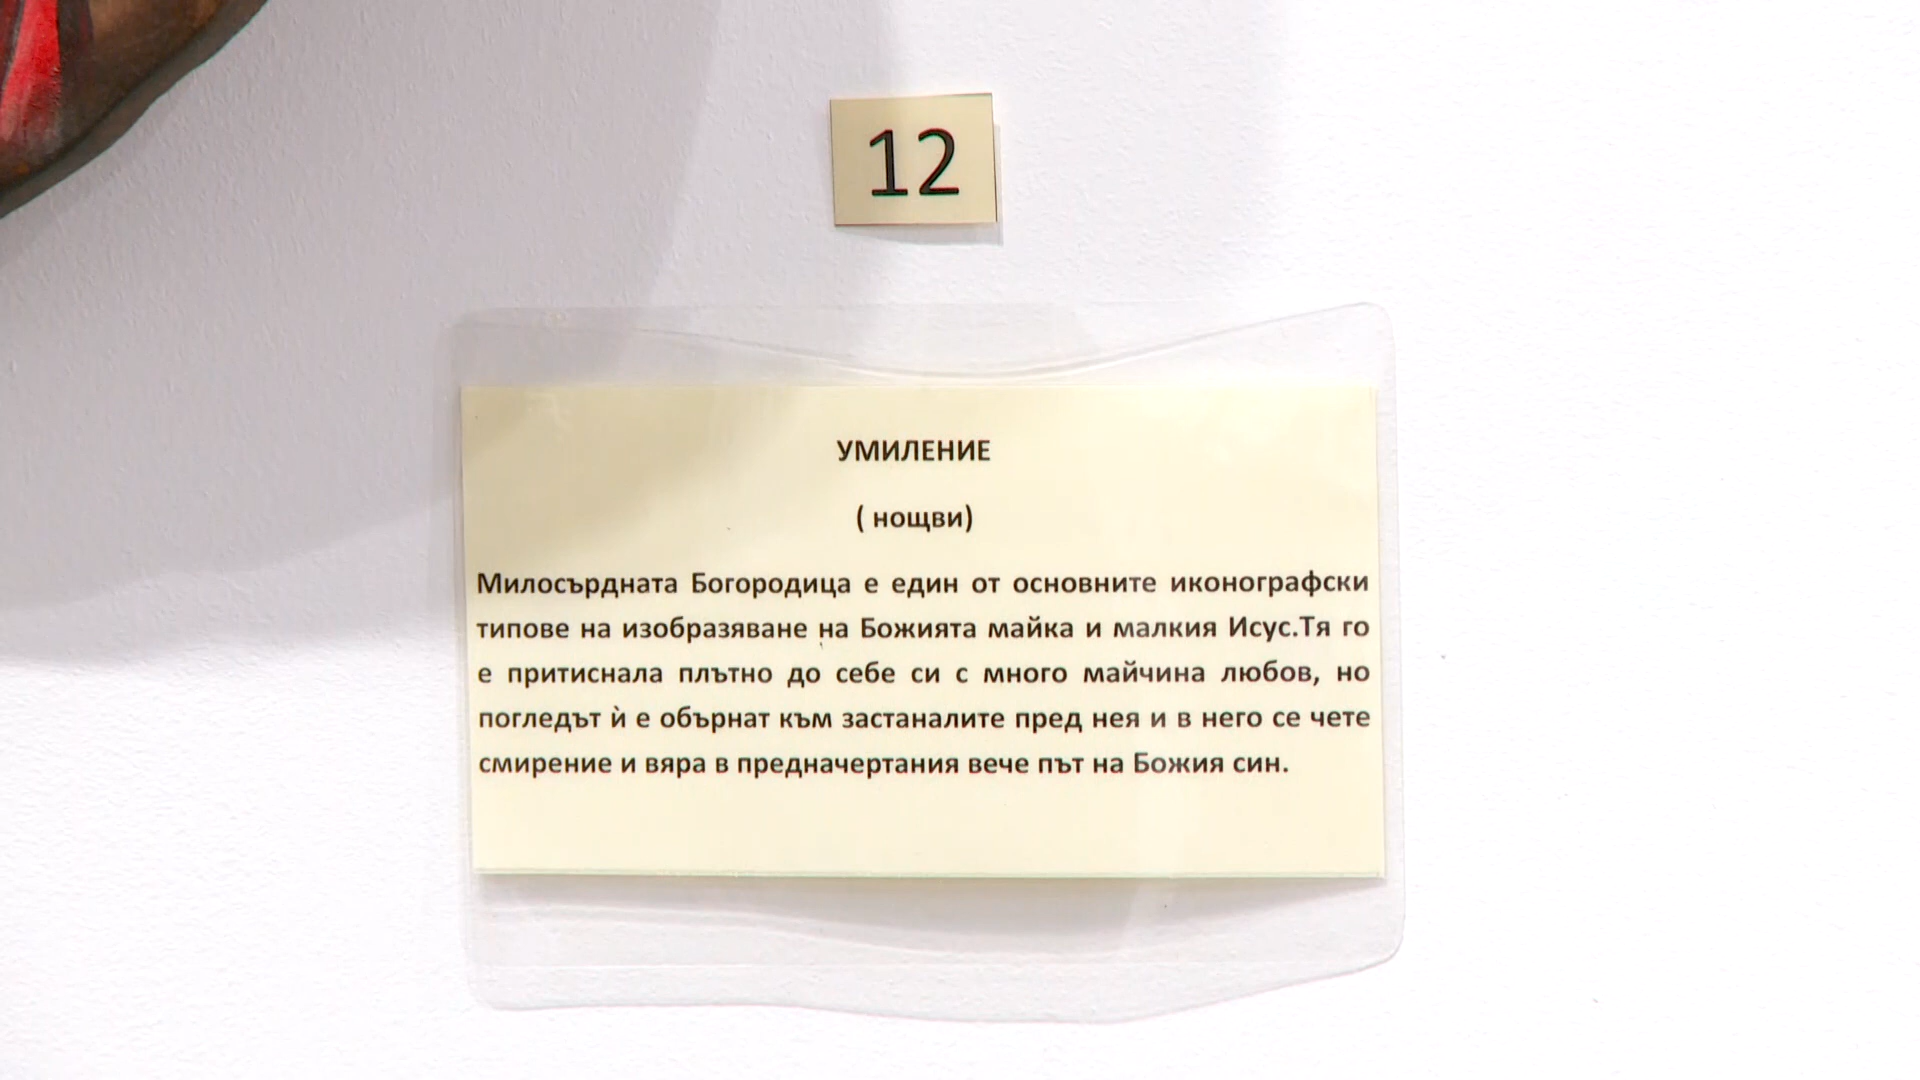 12
УМИЛЕНИЕ
( нощви)
Милосърдната Богородица е един от основните иконографски
типове на изобразяване на Божията майка и малкия Исус.Тя го
е притиснала плътно до себе си с много майчина любов, но
погледът ѝ е обърнат към застаналите пред нея и в него се чете
смирение и вяра в предначертания вече път на Божия син.